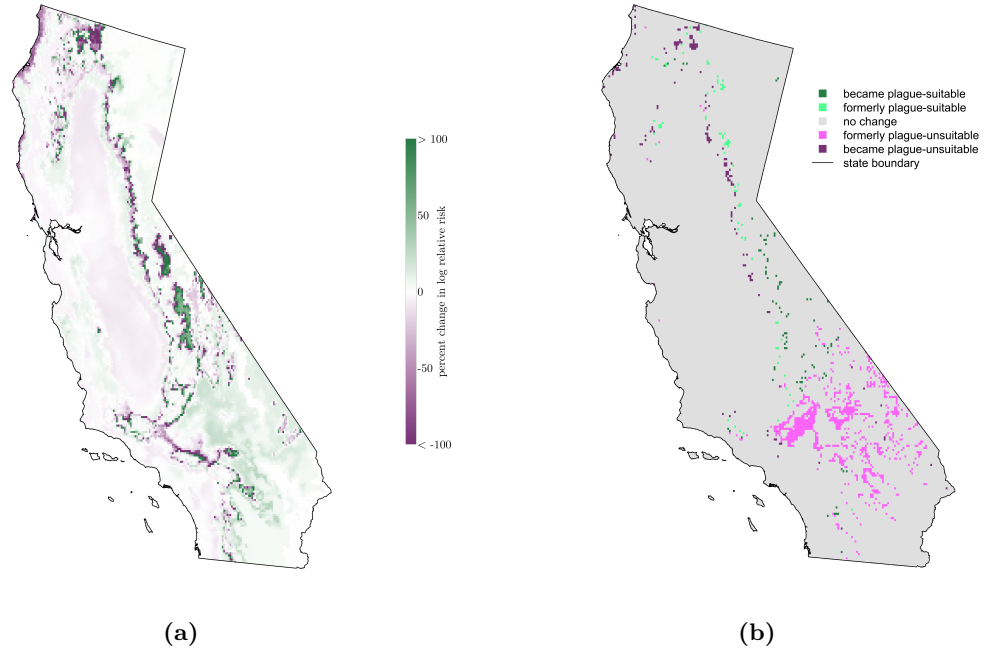 > 100
50
0
-50
< -100
percent change in log relative risk
became plague-suitable
formerly plague-suitable
no change
formerly plague-unsuitable
became plague-unsuitable
state boundary
(a)
(b)